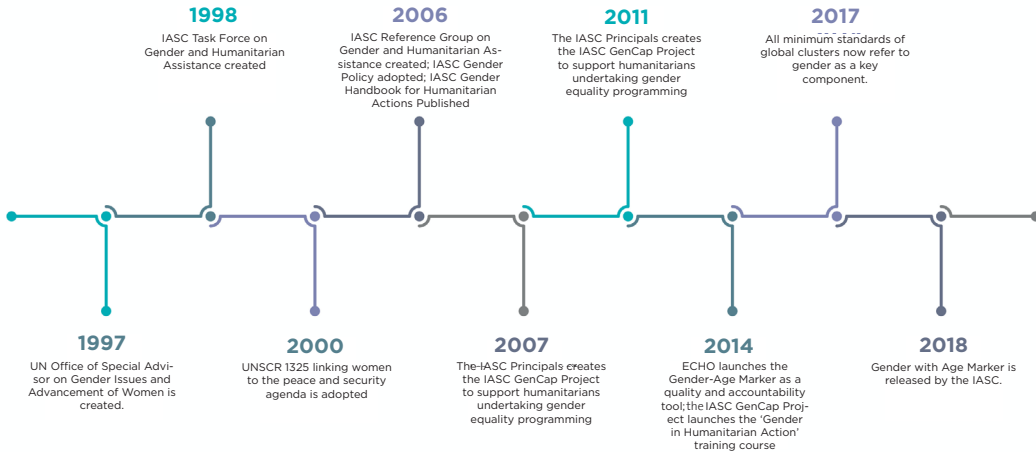 1998
IASC Task Force on
Gender and Humanitarian
Assistance created
2006
IASC Reference Group on
Gender and Humanitarian As-
sistance created; IASC Gender
Policy adopted; IASC Gender
Handbook for Humanitarian
Actions Published
2011
The IASC Principals creates
the IASC GenCap Project
to support humanitarians
undertaking gender
equality programming
2017
All minimum standards of
global clusters now refer to
gender as a key
component.
1997
UN Office of Special Advi-
sor on Gender Issues and
Advancement of Women is
created.
2000
UNSCR 1325 linking women
to the peace and security
agenda is adopted
2007
The IASC Principals creates
the IASC GenCap Project
to support humanitarians
undertaking gender
equality programming
2014
ECHO launches the
Gender-Age Marker as a
quality and accountability
tool; the IASC GenCap Proj-
ect launches the ‘Gender
in Humanitarian Action’
training course
2018
Gender with Age Marker is
released by the IASC.